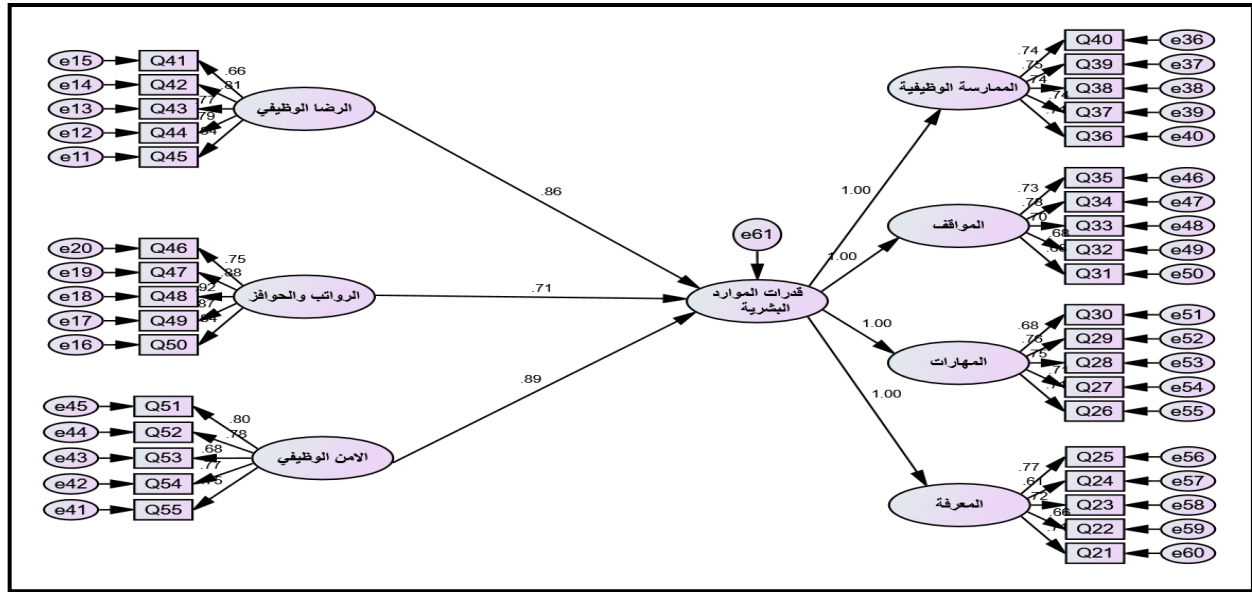 e15 Q41 .66
e14 Q42 .81
e13 Q43 .77
e12 Q44 .79
e11 Q45
الرضا الوظيفي
.86
e20 Q46 .75
e19 Q47 .88
e18 Q48 .92
e17 Q49 .87
e16 Q50
الرواتب والحوافز
.71
e45 Q51 .80
e44 Q52 .78
e43 Q53 .68
e42 Q54 .77
e41 Q55 .75
الامن الوظيفي
.89
e61
قدرات الموارد
البشرية
1.00
1.00
1.00
1.00
الممارسة الوظيفية
.74 Q40 e36
.75 Q39 e37
.74 Q38 e38
.74 Q37 e39
Q36 e40
المواقف
.73 Q35 e46
.78 Q34 e47
.70 Q33 e48
.68 Q32 e49
Q31 e50
المهارات
.68 Q30 e51
Q29 e52
.75 Q28 e53
.71 Q27 e54
Q26 e55
المعرفة
.77 Q25 e56
.61 Q24 e57
.72 Q23 e58
.66 Q22 e59
Q21 e60